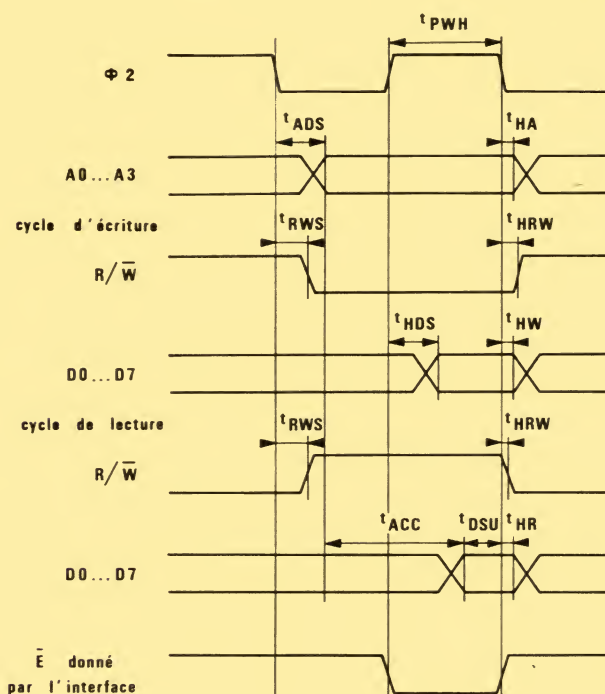 tPWH
Φ 2
tADS tHA
A0...A3
cycle d'écriture tRWS tHRW
R/W̅
tHDS tHW
D0...D7
cycle de lecture tRWS tHRW
R/W̅
tACC tDSU tHR
D0...D7
E̅ donné
par l'interface